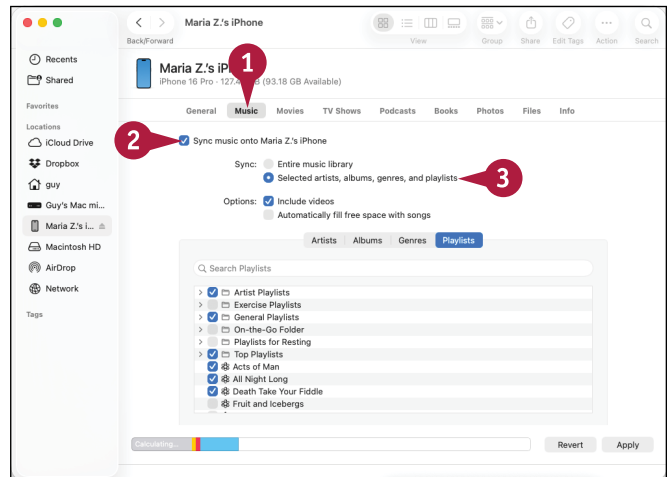 Maria Z.'s iPhone
Back/Forward
View
Group
Share
Edit Tags
Action
Search
Recents
Shared
Favorites
Locations
iCloud Drive
Dropbox
guy
Guy's Mac mi...
Maria Z.'s i...
Macintosh HD
AirDrop
Network
Tags
Maria Z.'s iP
iPhone 16 Pro · 127.4 (93.18 GB Available)
1
General Music Movies TV Shows Podcasts Books Photos Files Info
2
Sync music onto Maria Z.'s iPhone
Sync: Entire music library
Selected artists, albums, genres, and playlists
3
Options: Include videos
Automatically fill free space with songs
Artists Albums Genres Playlists
Search Playlists
Artist Playlists
Exercise Playlists
General Playlists
On-the-Go Folder
Playlists for Resting
Top Playlists
Acts of Man
All Night Long
Death Take Your Fiddle
Fruit and Icebergs
Calculating...
Revert Apply